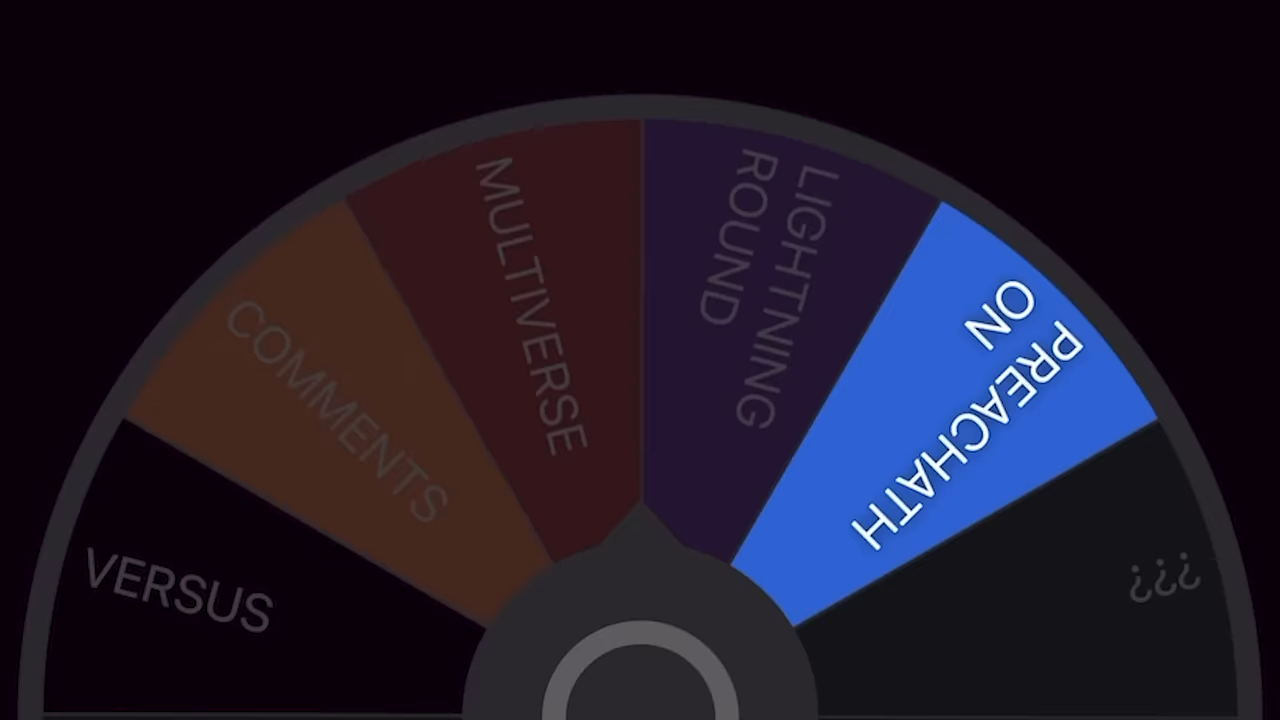 VERSUS
COMMENTS
MULTIVERSE
LIGHTNING
ROUND
PREACHATH
ON
???